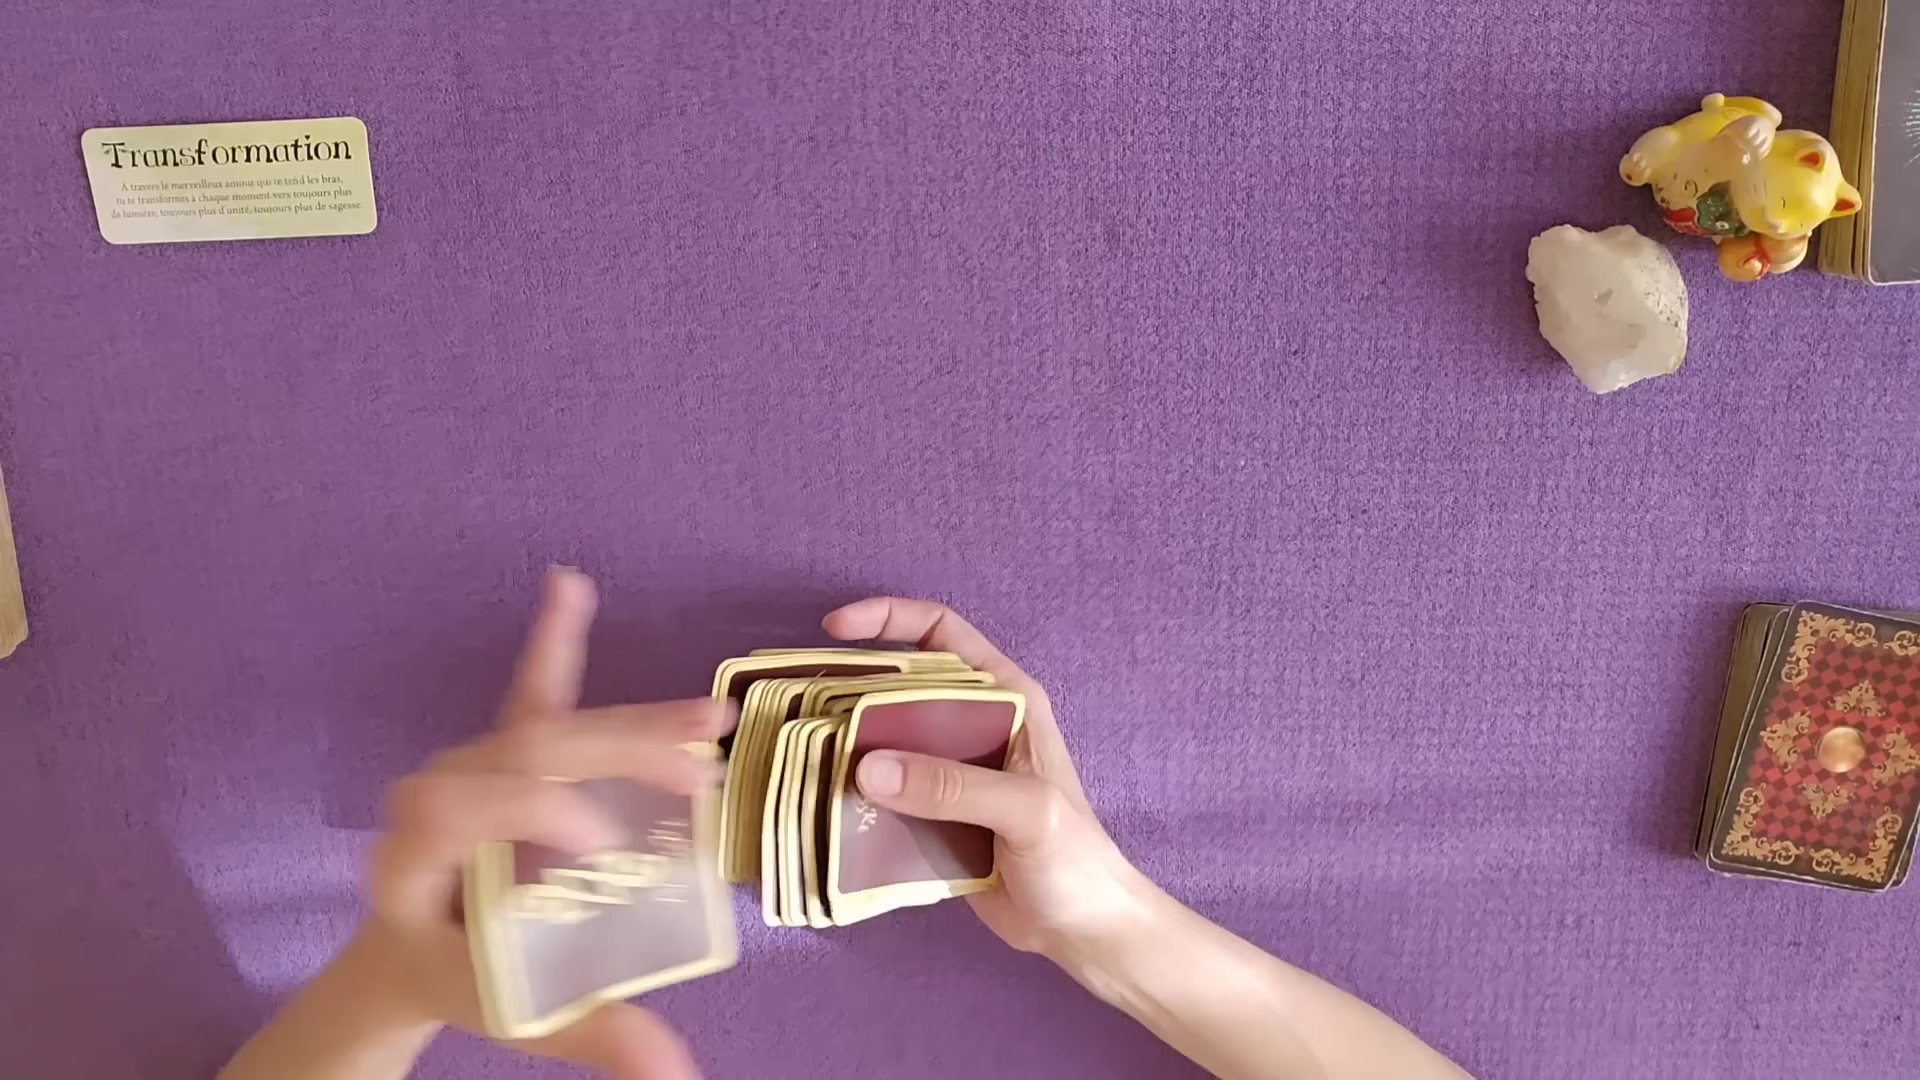 Transformation
À travers le merveilleux amour qui te tend les bras,
tu te transformes à chaque moment vers toujours plus
de lumière, toujours plus d'unité, toujours plus de sagesse.